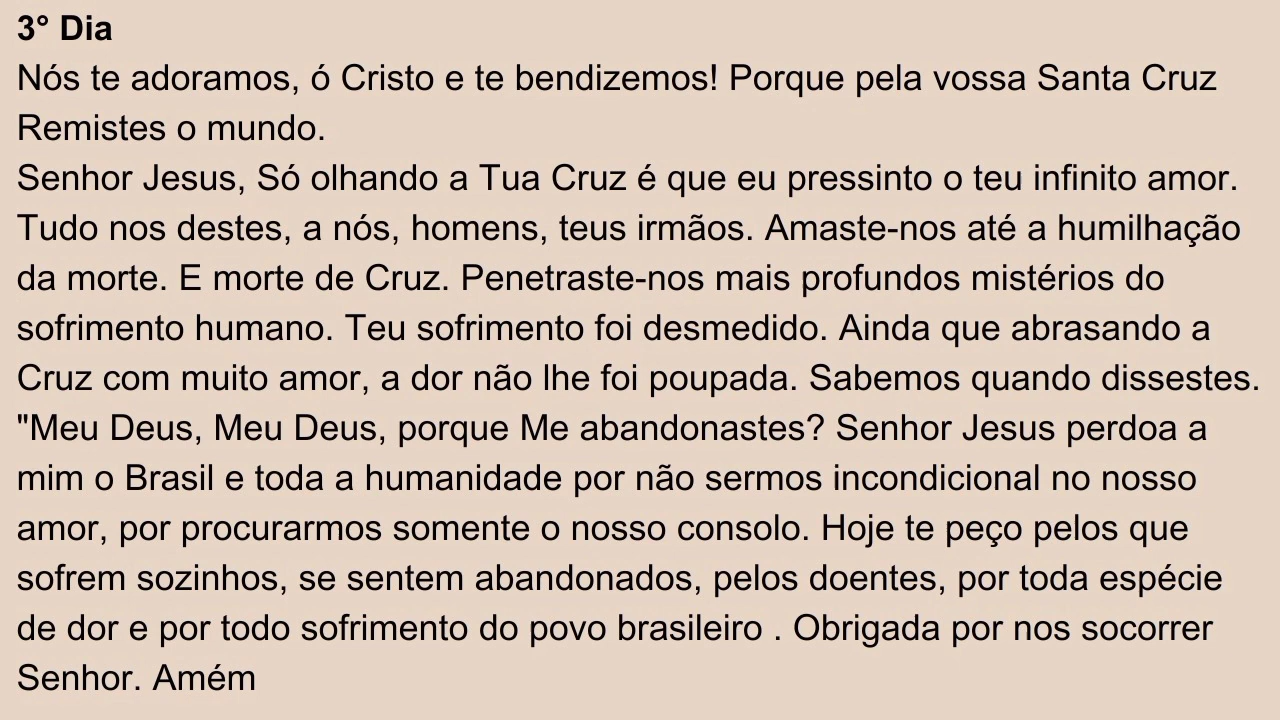 3° Dia
Nós te adoramos, ó Cristo e te bendizemos! Porque pela vossa Santa Cruz
Remistes o mundo.
Senhor Jesus, Só olhando a Tua Cruz é que eu pressinto o teu infinito amor.
Tudo nos destes, a nós, homens, teus irmãos. Amaste-nos até a humilhação
da morte. E morte de Cruz. Penetraste-nos mais profundos mistérios do
sofrimento humano. Teu sofrimento foi desmedido. Ainda que abrasando a
Cruz com muito amor, a dor não lhe foi poupada. Sabemos quando dissestes.
"Meu Deus, Meu Deus, porque Me abandonastes? Senhor Jesus perdoa a
mim o Brasil e toda a humanidade por não sermos incondicional no nosso
amor, por procurarmos somente o nosso consolo. Hoje te peço pelos que
sofrem sozinhos, se sentem abandonados, pelos doentes, por toda espécie
de dor e por todo sofrimento do povo brasileiro . Obrigada por nos socorrer
Senhor. Amém